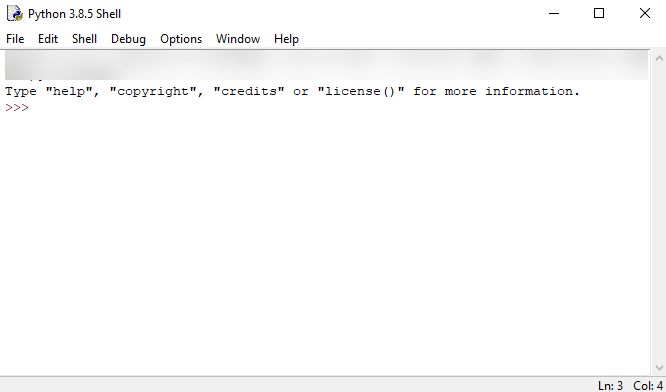 Python 3.8.5 Shell
File Edit Shell Debug Options Window Help
Type "help", "copyright", "credits" or "license()" for more information.
>>>
Ln: 3 Col: 4